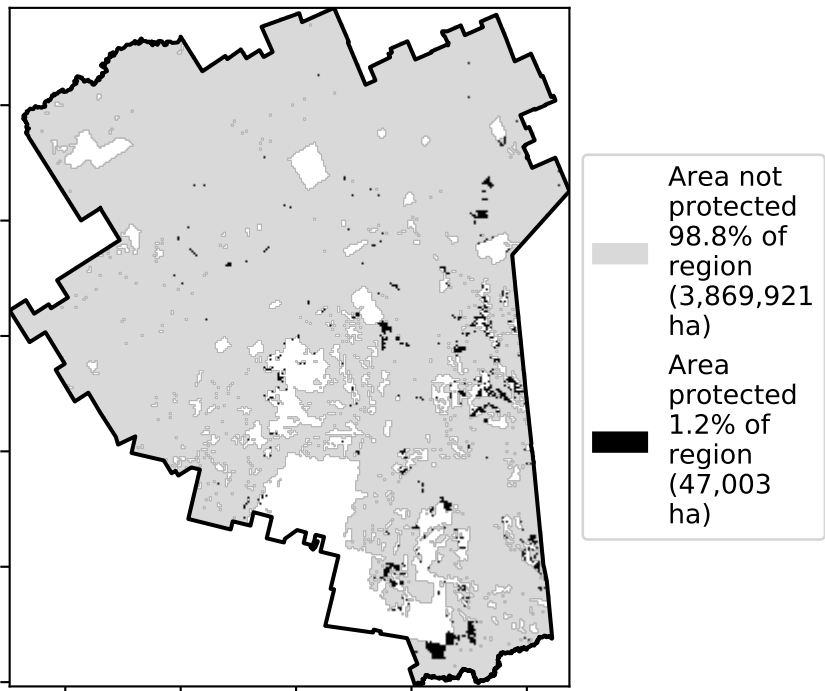 Area not
protected
98.8% of
region
(3,869,921
ha)
Area
protected
1.2% of
region
(47,003
ha)